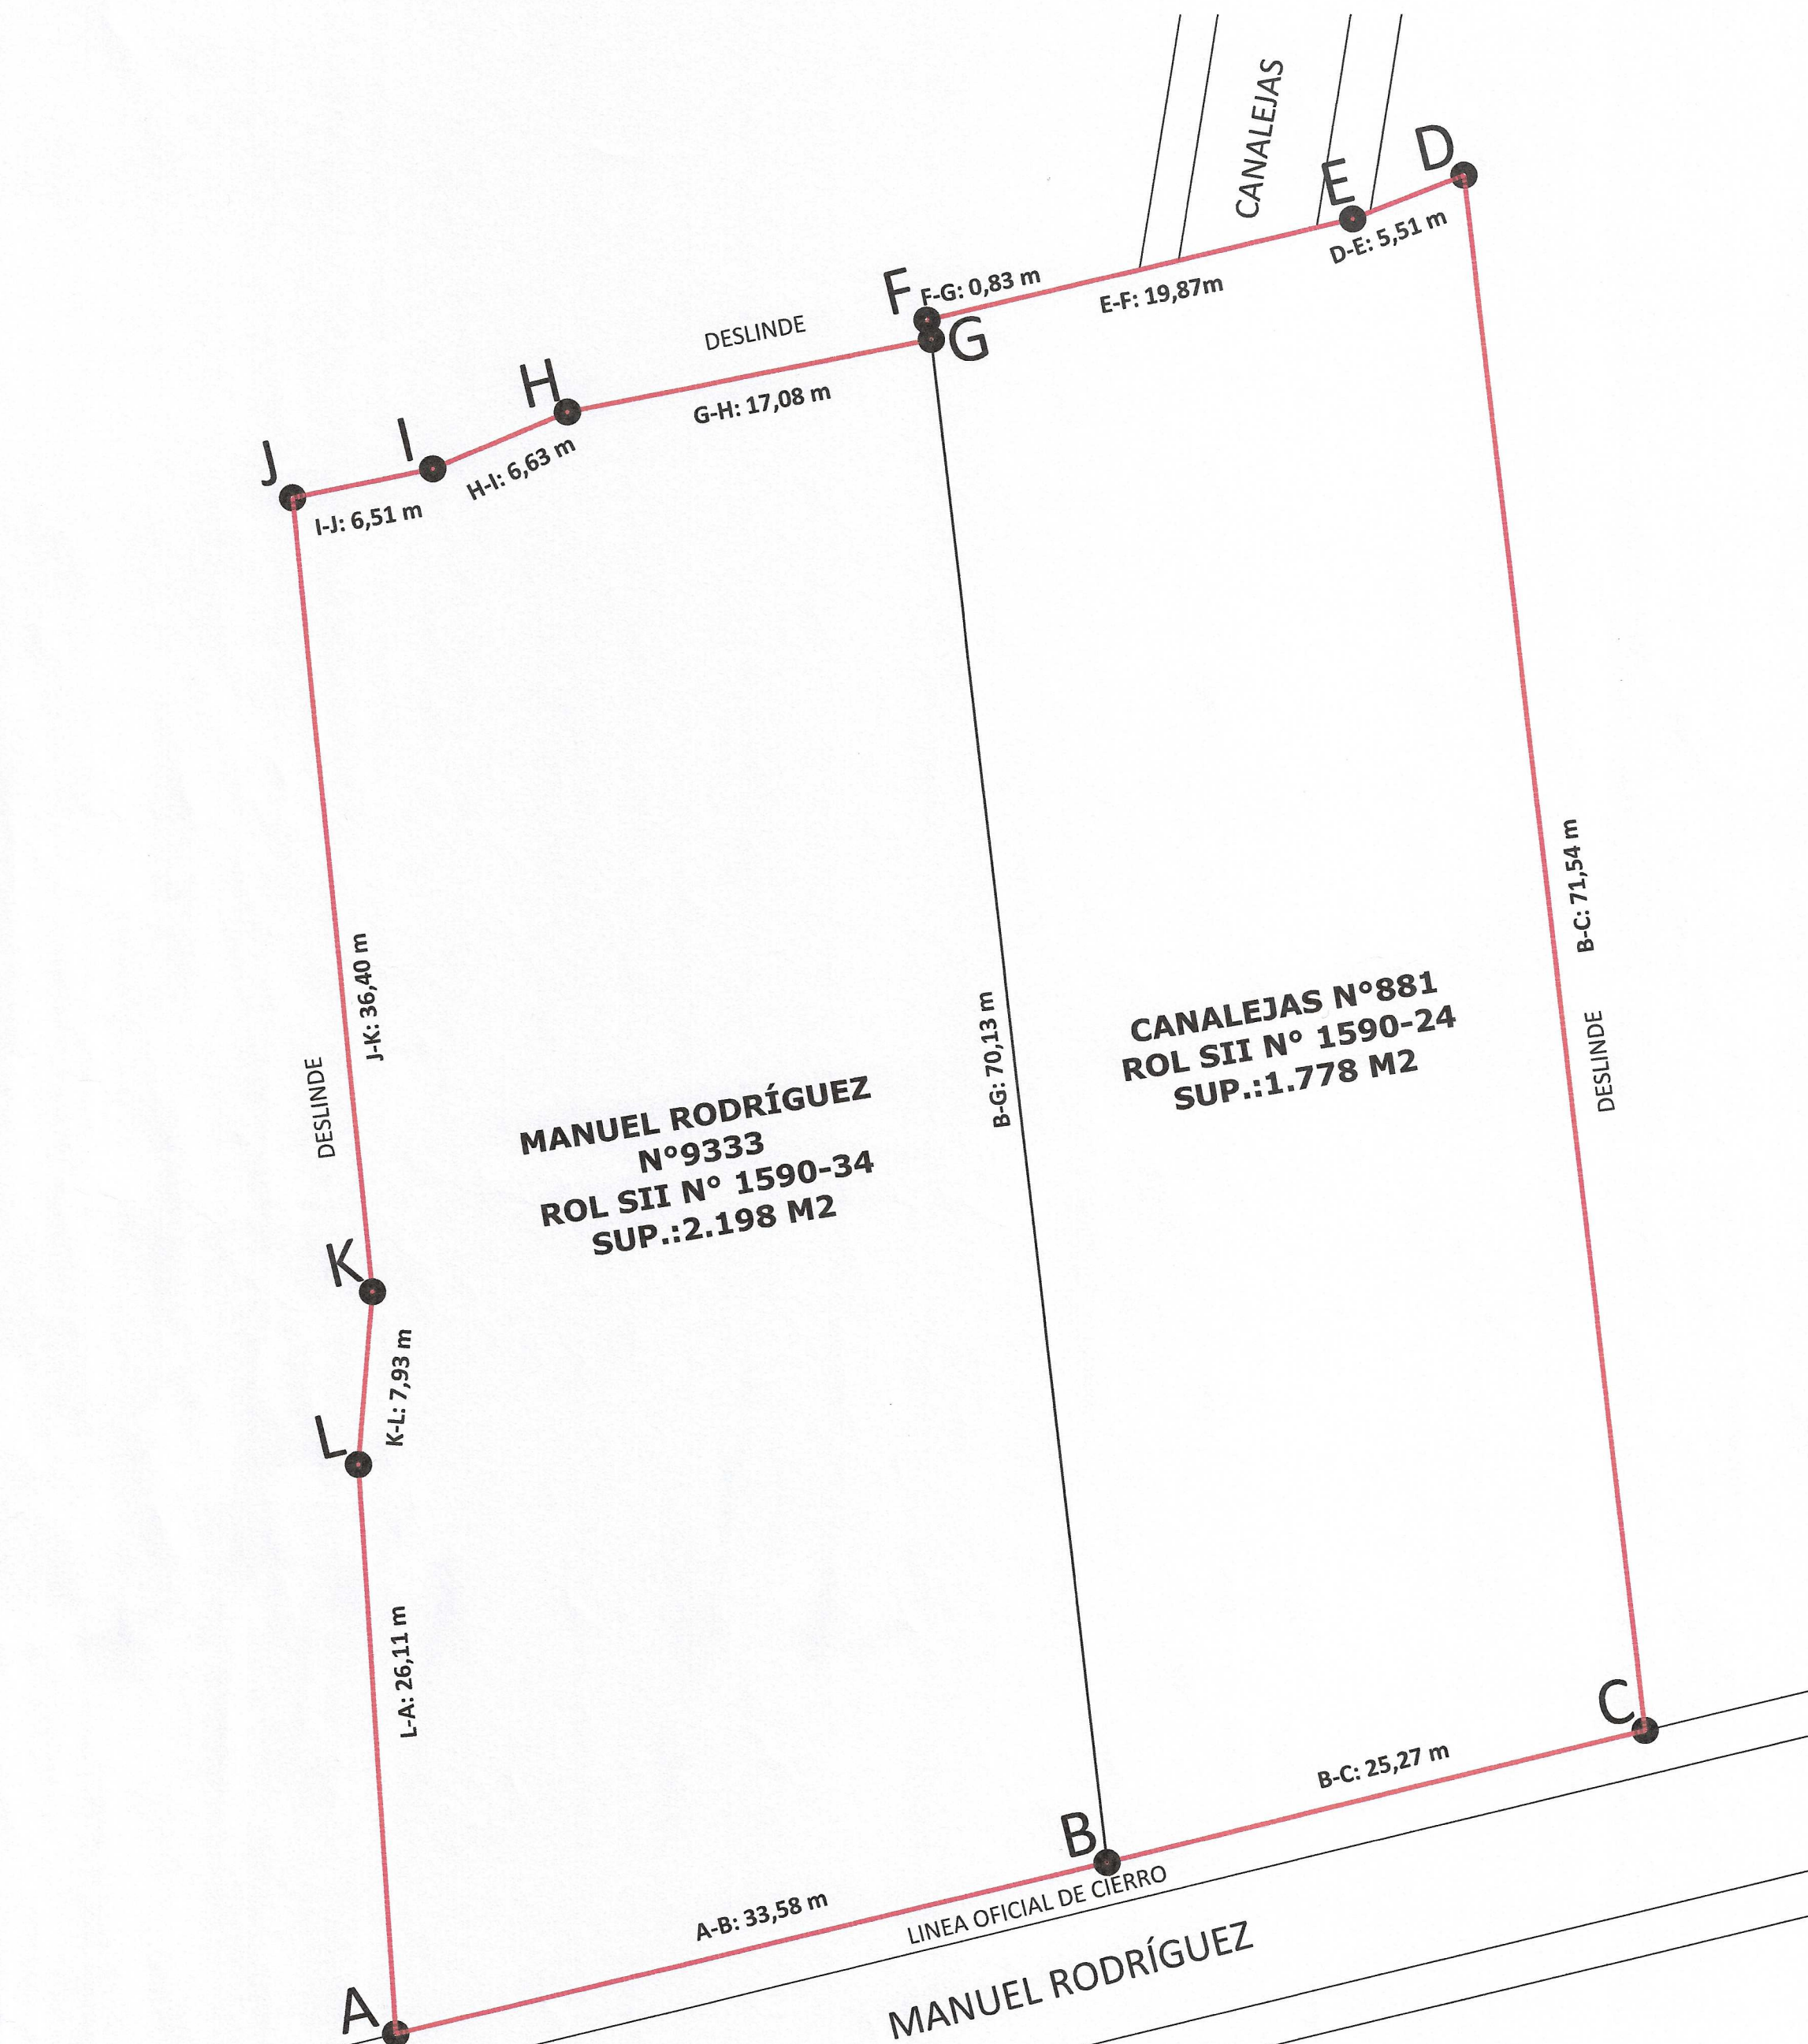 CANALEJAS
D
E
D-E: 5,51 m
F
F-G: 0,83 m
E-F: 19,87m
G
DESLINDE
H
G-H: 17,08 m
I
H-I: 6,63 m
J
I-J: 6,51 m
B-C: 71,54 m
J-K: 36,40 m
B-G: 70,13 m
CANALEJAS N°881
ROL SII N° 1590-24
SUP.:1.778 M2
DESLINDE
DESLINDE
MANUEL RODRÍGUEZ
N°9333
ROL SII N° 1590-34
SUP.:2.198 M2
K
K-L: 7,93 m
L
L-A: 26,11 m
C
B-C: 25,27 m
B
A-B: 33,58 m
LINEA OFICIAL DE CIERRO
MANUEL RODRÍGUEZ
A